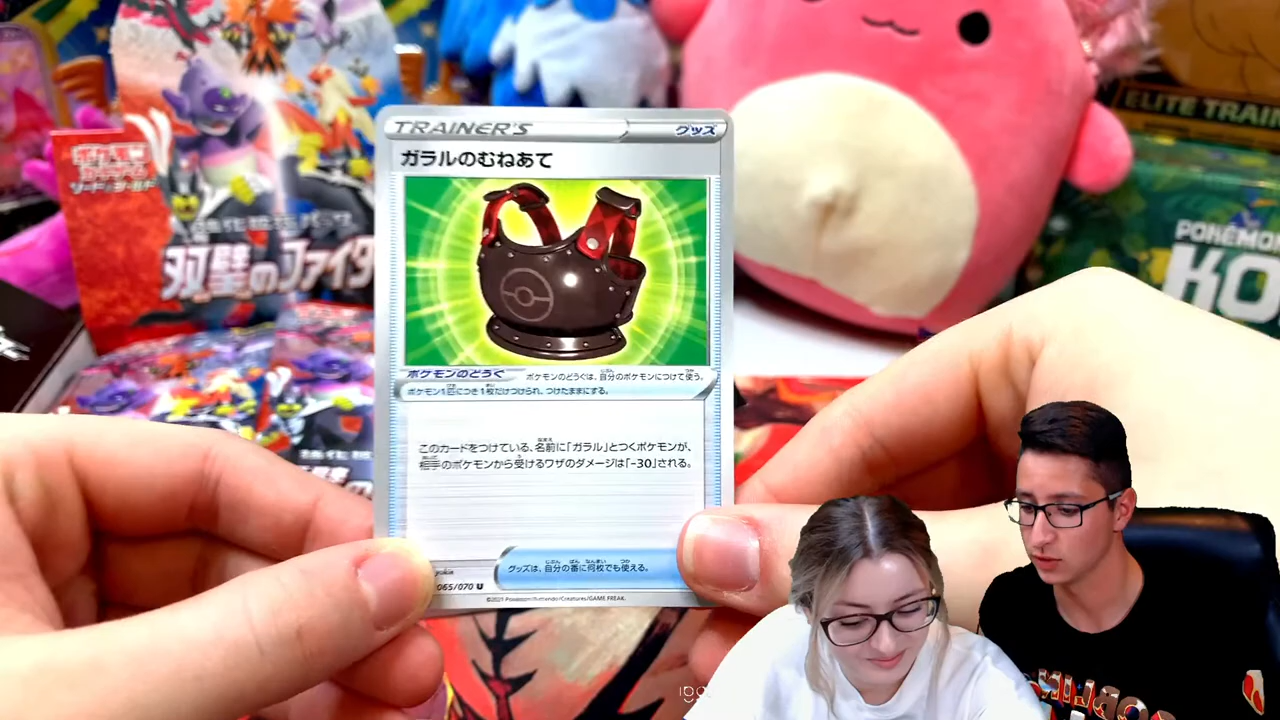 TRAINER'S
グッズ
ガラルのむねあて
ポケモンのどうぐ
ポケモンのどうぐは、自分のポケモンにつけて使う。
ポケモン1匹につき1枚だけつけられ、つけたままにする。
このカードをつけている、名前に「ガラル」とつくポケモンが、
相手のポケモンから受けるワザのダメージは「-30」される。
グッズは、自分の番に何枚でも使える。
065/070 U
©2021 Pokémon/Nintendo/Creatures/GAME FREAK.
双璧のファイタ
ELITE TRAIN
POKÉMON
KO